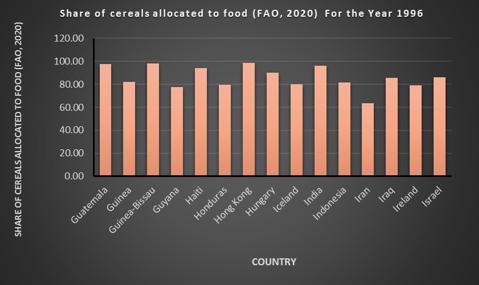 Share of cereals allocated to food (FAO, 2020)  For the Year 1996
SHARE OF CEREALS ALLOCATED TO FOOD (FAO, 2020)
120.00
100.00
80.00
60.00
40.00
20.00
0.00
Guatemala
Guinea
Guinea-Bissau
Guyana
Haiti
Honduras
Hong Kong
Hungary
Iceland
India
Indonesia
Iran
Iraq
Ireland
Israel
COUNTRY